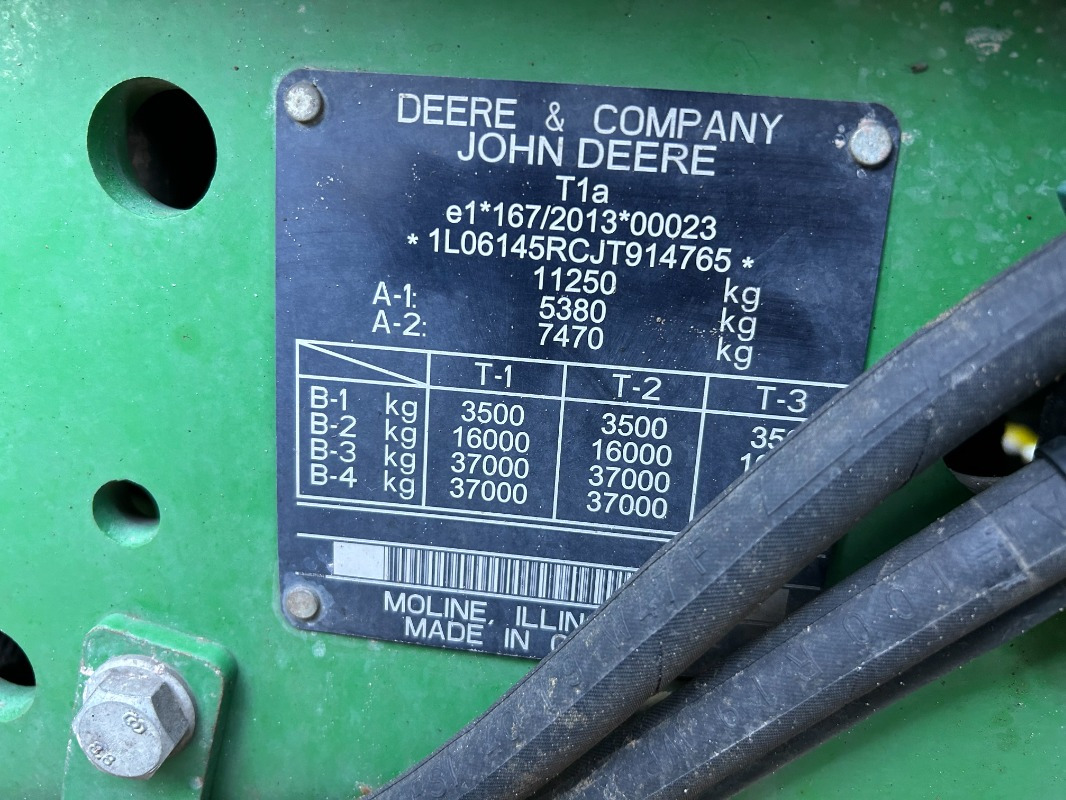 DEERE & COMPANY
JOHN DEERE
T1a
e1*167/2013*00023
* 1L06145RCJT914765 *
11250 kg
A-1: 5380 kg
A-2: 7470 kg
T-1 T-2 T-3
B-1 kg 3500 3500
B-2 kg 16000 16000
B-3 kg 37000 37000
B-4 kg 37000 37000
MOLINE,
MADE IN
8.8